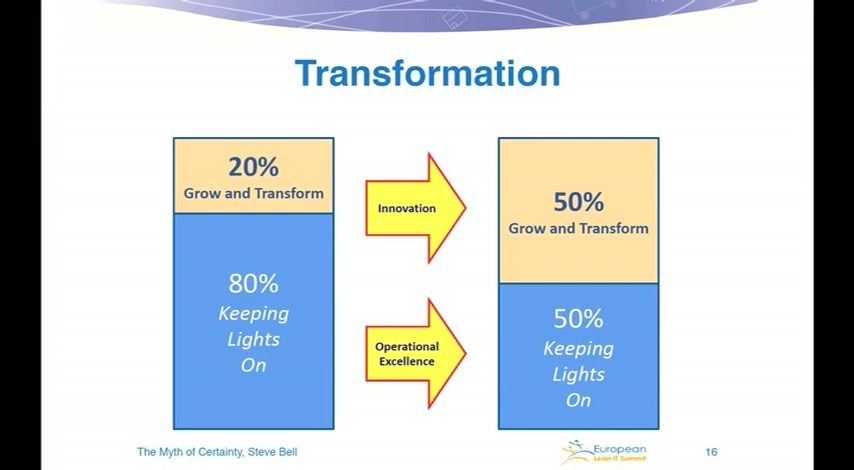 Transformation
20%
Grow and Transform
80%
Keeping
Lights
On
Innovation
Operational
Excellence
50%
Grow and Transform
50%
Keeping
Lights
On
The Myth of Certainty, Steve Bell
European
Lean IT Summit
16